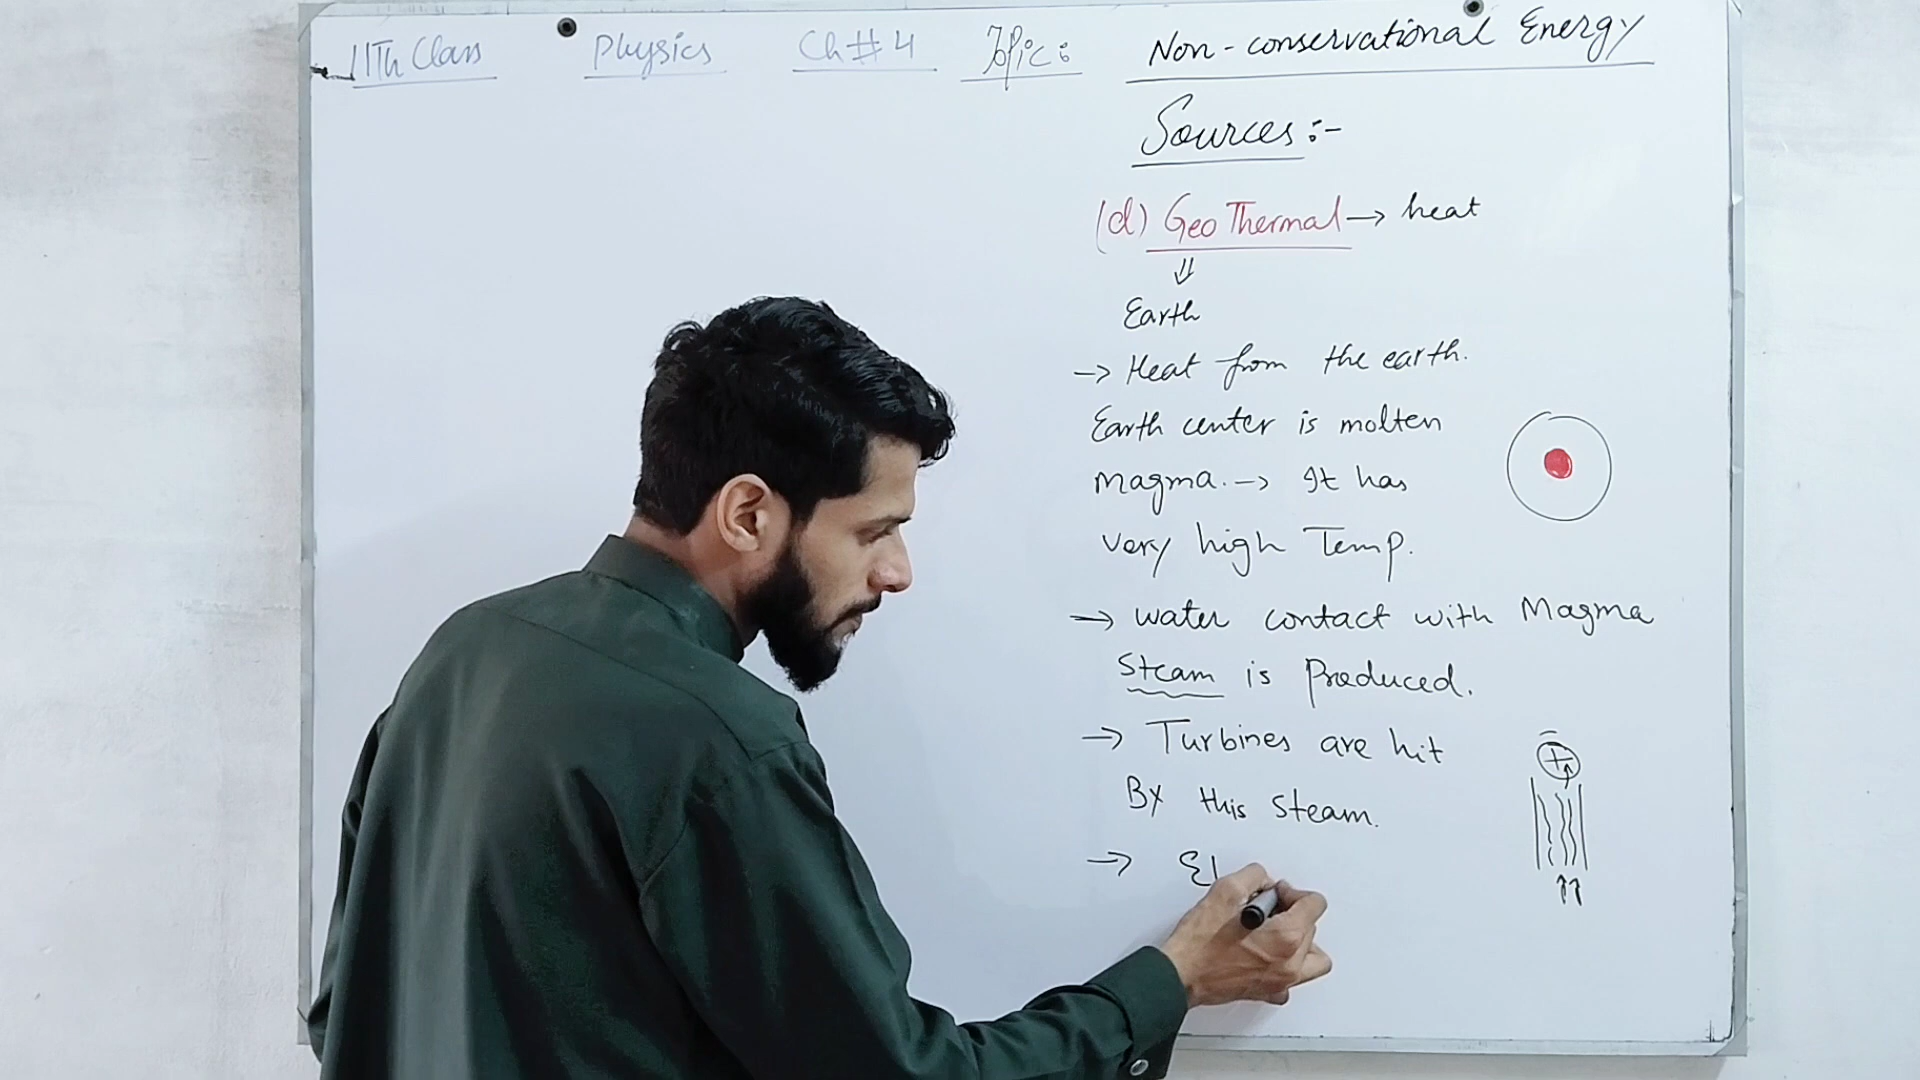 11Th Class Physics Ch # 4 Topic: Non-conservational Energy
Sources :-
(d) Geo Thermal → heat
⇓
Earth
→ Heat from the earth.
Earth center is molten
magma. → It has
very high Temp.
→ water contact with Magma
Steam is Produced.
→ Turbines are hit
By this steam.
→ El